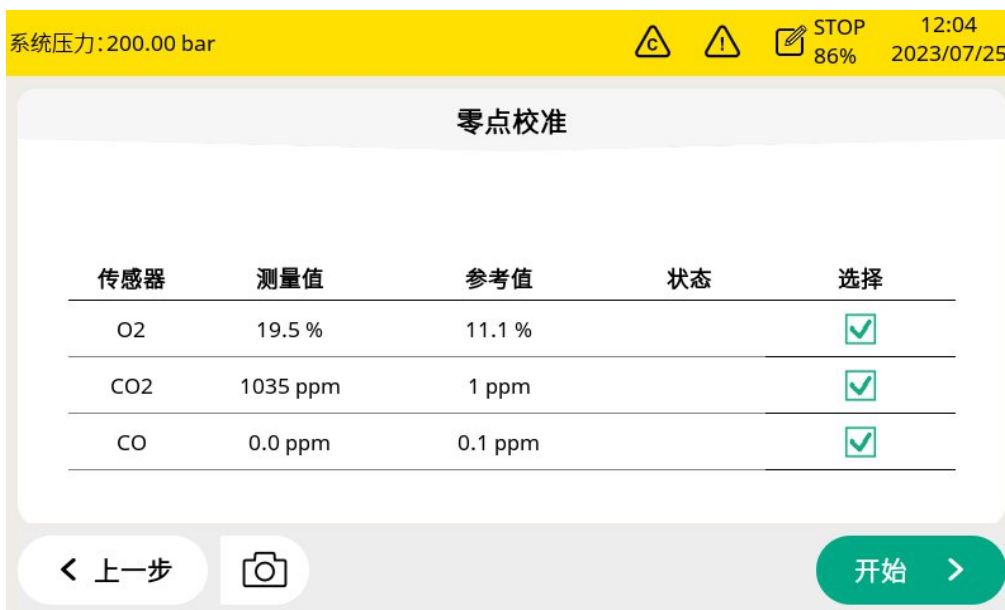 系统压力:200.00 bar
C
!
STOP
86%
12:04
2023/07/25
零点校准
传感器 测量值 参考值 状态 选择
O2 19.5 % 11.1 %
CO2 1035 ppm 1 ppm
CO 0.0 ppm 0.1 ppm
上一步
开始